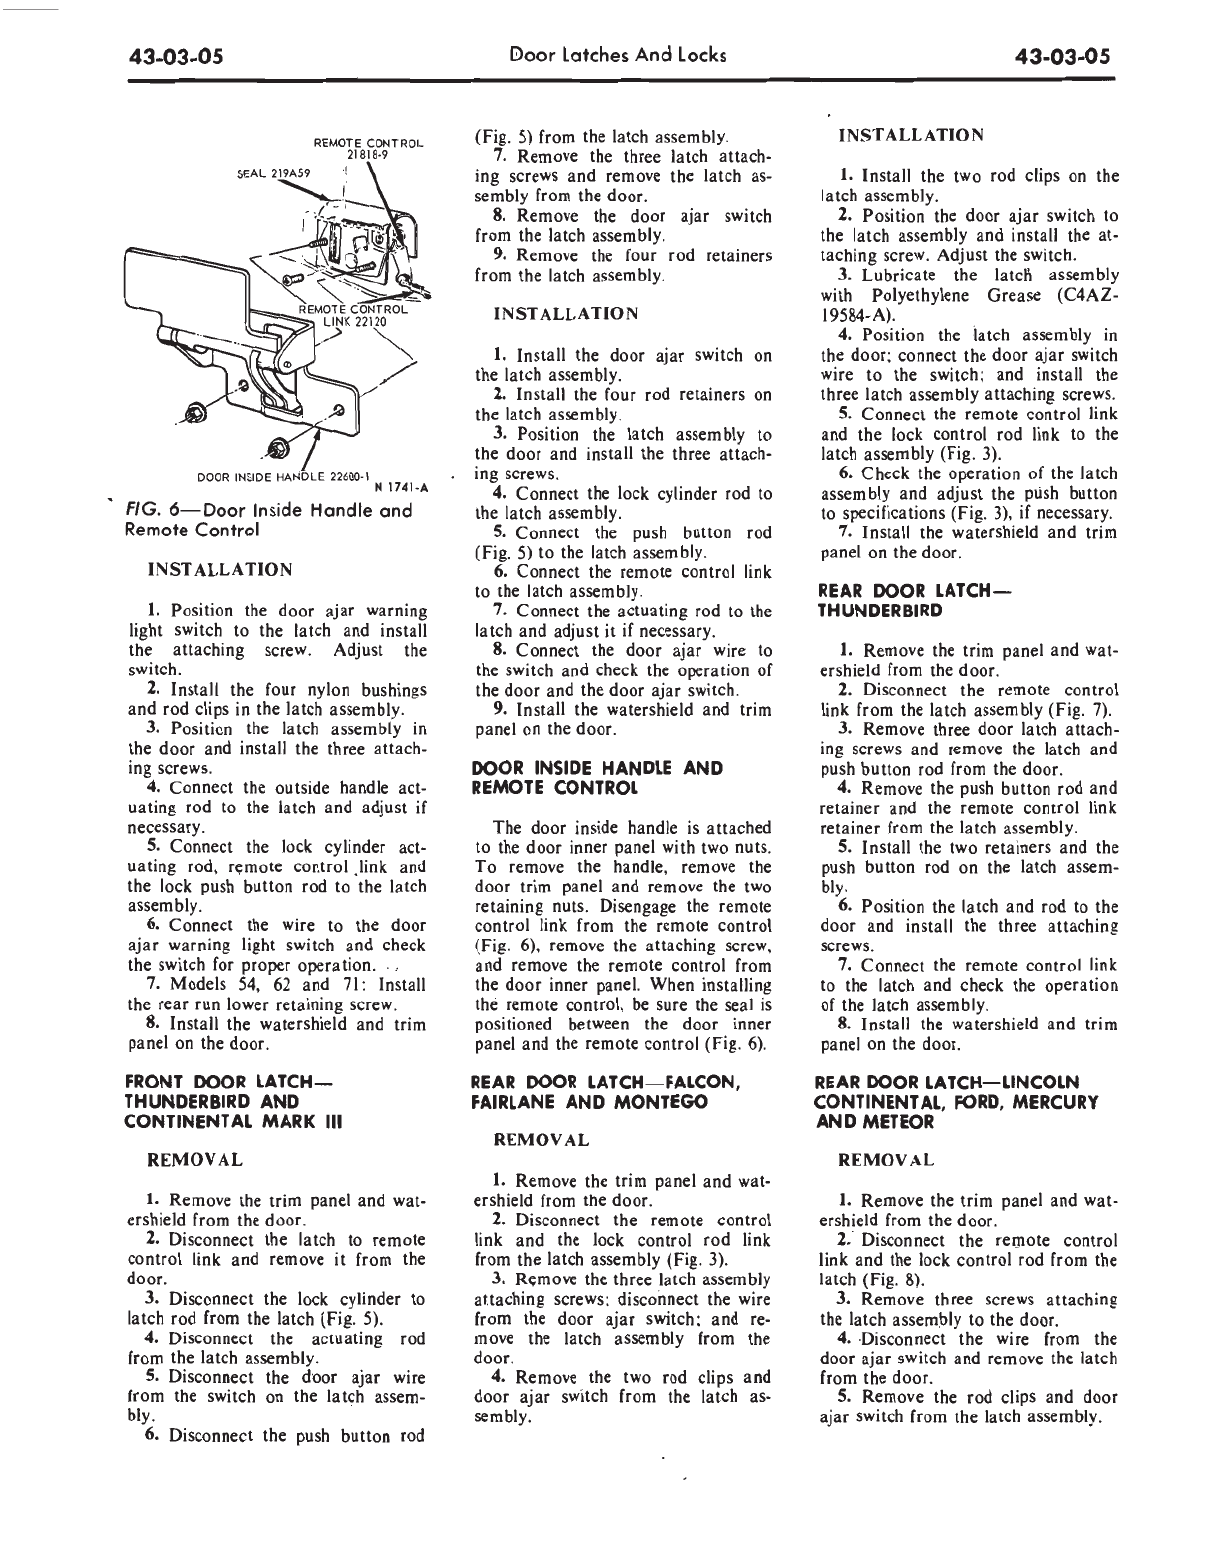 43-03-05
Door Latches And Locks
43-03-05
REMOTE CONTROL
21818-9
SEAL 219A59
REMOTE CONTROL
LINK 22120
DOOR INSIDE HANDLE 22600-1
N 1741-A
FIG. 6—Door Inside Handle and
Remote Control
INSTALLATION
1. Position the door ajar warning
light switch to the latch and install
the attaching screw. Adjust the
switch.
2. Install the four nylon bushings
and rod clips in the latch assembly.
3. Position the latch assembly in
the door and install the three attach-
ing screws.
4. Connect the outside handle act-
uating rod to the latch and adjust if
necessary.
5. Connect the lock cylinder act-
uating rod, remote control link and
the lock push button rod to the latch
assembly.
6. Connect the wire to the door
ajar warning light switch and check
the switch for proper operation.
7. Models 54, 62 and 71: Install
the rear run lower retaining screw.
8. Install the watershield and trim
panel on the door.
FRONT DOOR LATCH—
THUNDERBIRD AND
CONTINENTAL MARK III
REMOVAL
1. Remove the trim panel and wat-
ershield from the door.
2. Disconnect the latch to remote
control link and remove it from the
door.
3. Disconnect the lock cylinder to
latch rod from the latch (Fig. 5).
4. Disconnect the actuating rod
from the latch assembly.
5. Disconnect the door ajar wire
from the switch on the latch assem-
bly.
6. Disconnect the push button rod
(Fig. 5) from the latch assembly.
7. Remove the three latch attach-
ing screws and remove the latch as-
sembly from the door.
8. Remove the door ajar switch
from the latch assembly.
9. Remove the four rod retainers
from the latch assembly.
INSTALLATION
1. Install the door ajar switch on
the latch assembly.
2. Install the four rod retainers on
the latch assembly.
3. Position the latch assembly to
the door and install the three attach-
ing screws.
4. Connect the lock cylinder rod to
the latch assembly.
5. Connect the push button rod
(Fig. 5) to the latch assembly.
6. Connect the remote control link
to the latch assembly.
7. Connect the actuating rod to the
latch and adjust it if necessary.
8. Connect the door ajar wire to
the switch and check the operation of
the door and the door ajar switch.
9. Install the watershield and trim
panel on the door.
DOOR INSIDE HANDLE AND
REMOTE CONTROL
The door inside handle is attached
to the door inner panel with two nuts.
To remove the handle, remove the
door trim panel and remove the two
retaining nuts. Disengage the remote
control link from the remote control
(Fig. 6), remove the attaching screw,
and remove the remote control from
the door inner panel. When installing
the remote control, be sure the seal is
positioned between the door inner
panel and the remote control (Fig. 6).
REAR DOOR LATCH—FALCON,
FAIRLANE AND MONTEGO
REMOVAL
1. Remove the trim panel and wat-
ershield from the door.
2. Disconnect the remote control
link and the lock control rod link
from the latch assembly (Fig. 3).
3. Remove the three latch assembly
attaching screws; disconnect the wire
from the door ajar switch; and re-
move the latch assembly from the
door.
4. Remove the two rod clips and
door ajar switch from the latch as-
sembly.
INSTALLATION
1. Install the two rod clips on the
latch assembly.
2. Position the door ajar switch to
the latch assembly and install the at-
taching screw. Adjust the switch.
3. Lubricate the latch assembly
with Polyethylene Grease (C4AZ-
19584-A).
4. Position the latch assembly in
the door; connect the door ajar switch
wire to the switch; and install the
three latch assembly attaching screws.
5. Connect the remote control link
and the lock control rod link to the
latch assembly (Fig. 3).
6. Check the operation of the latch
assembly and adjust the push button
to specifications (Fig. 3), if necessary.
7. Install the watershield and trim
panel on the door.
REAR DOOR LATCH—
THUNDERBIRD
1. Remove the trim panel and wat-
ershield from the door.
2. Disconnect the remote control
link from the latch assembly (Fig. 7).
3. Remove three door latch attach-
ing screws and remove the latch and
push button rod from the door.
4. Remove the push button rod and
retainer and the remote control link
retainer from the latch assembly.
5. Install the two retainers and the
push button rod on the latch assem-
bly.
6. Position the latch and rod to the
door and install the three attaching
screws.
7. Connect the remote control link
to the latch and check the operation
of the latch assembly.
8. Install the watershield and trim
panel on the door.
REAR DOOR LATCH—LINCOLN
CONTINENTAL, FORD, MERCURY
AND METEOR
REMOVAL
1. Remove the trim panel and wat-
ershield from the door.
2. Disconnect the remote control
link and the lock control rod from the
latch (Fig. 8).
3. Remove three screws attaching
the latch assembly to the door.
4. Disconnect the wire from the
door ajar switch and remove the latch
from the door.
5. Remove the rod clips and door
ajar switch from the latch assembly.